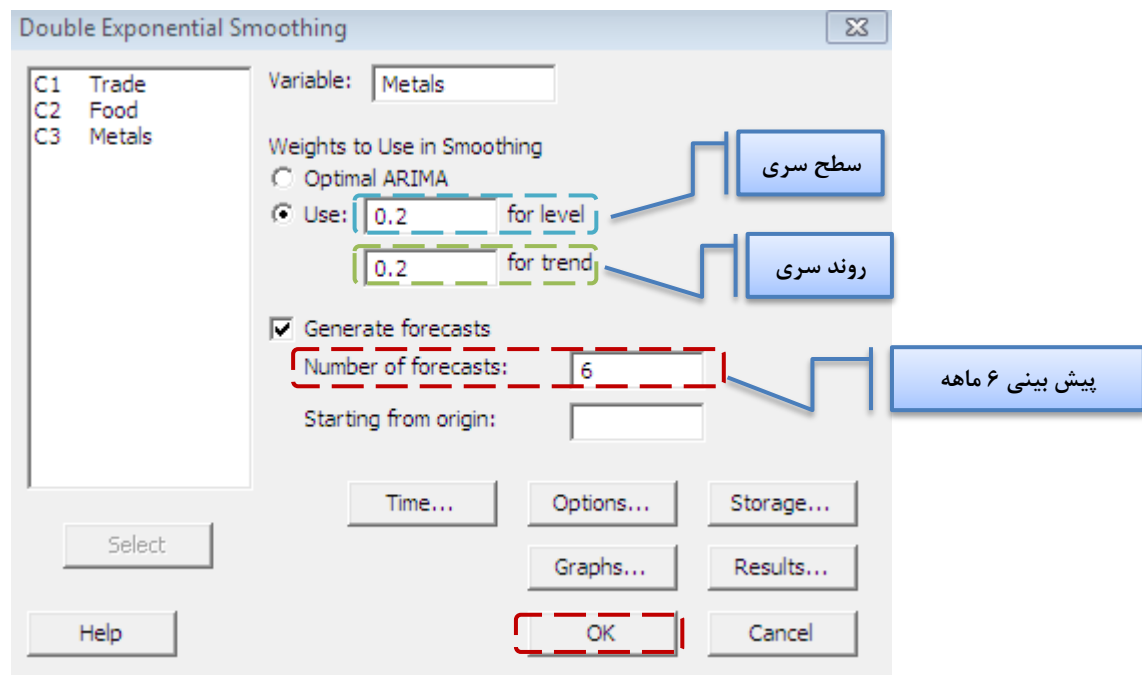 Double Exponential Smoothing
C1 Trade
C2 Food
C3 Metals
Variable: Metals
Weights to Use in Smoothing
Optimal ARIMA
Use: 0.2 for level
0.2 for trend
سطح سری
روند سری
Generate forecasts
Number of forecasts: 6
پیش بینی ۶ ماهه
Starting from origin:
Time... Options... Storage...
Select
Graphs... Results...
Help OK Cancel